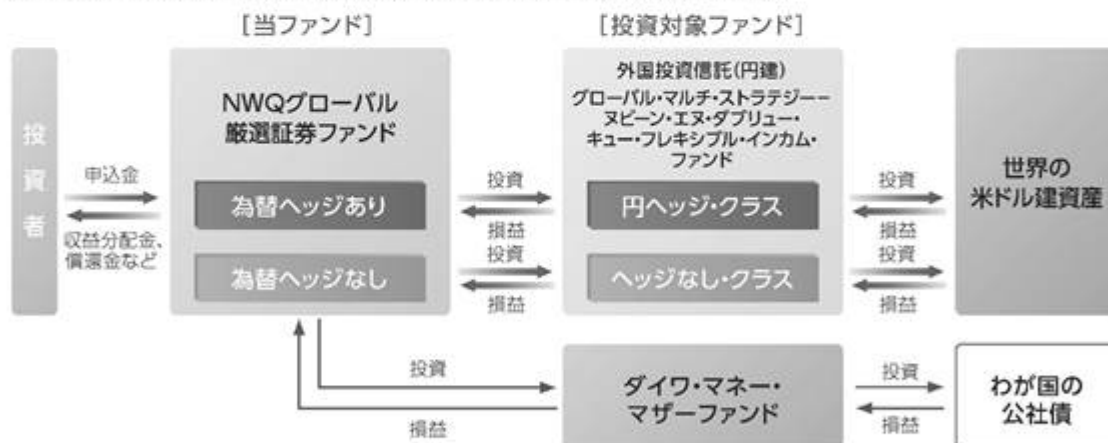 [当ファンド]
[投資対象ファンド]
投資者
申込金
収益分配金、
償還金など
NWQグローバル
厳選証券ファンド
為替ヘッジあり
為替ヘッジなし
投資
損益
投資
損益
外国投資信託(円建)
グローバル・マルチ・ストラテジー－
ヌビーン・エヌ・ダブリュー・
キュー・フレキシブル・インカム・
ファンド
円ヘッジ・クラス
ヘッジなし・クラス
投資
損益
投資
損益
世界の
米ドル建資産
投資
損益
ダイワ・マネー・
マザーファンド
投資
損益
わが国の
公社債